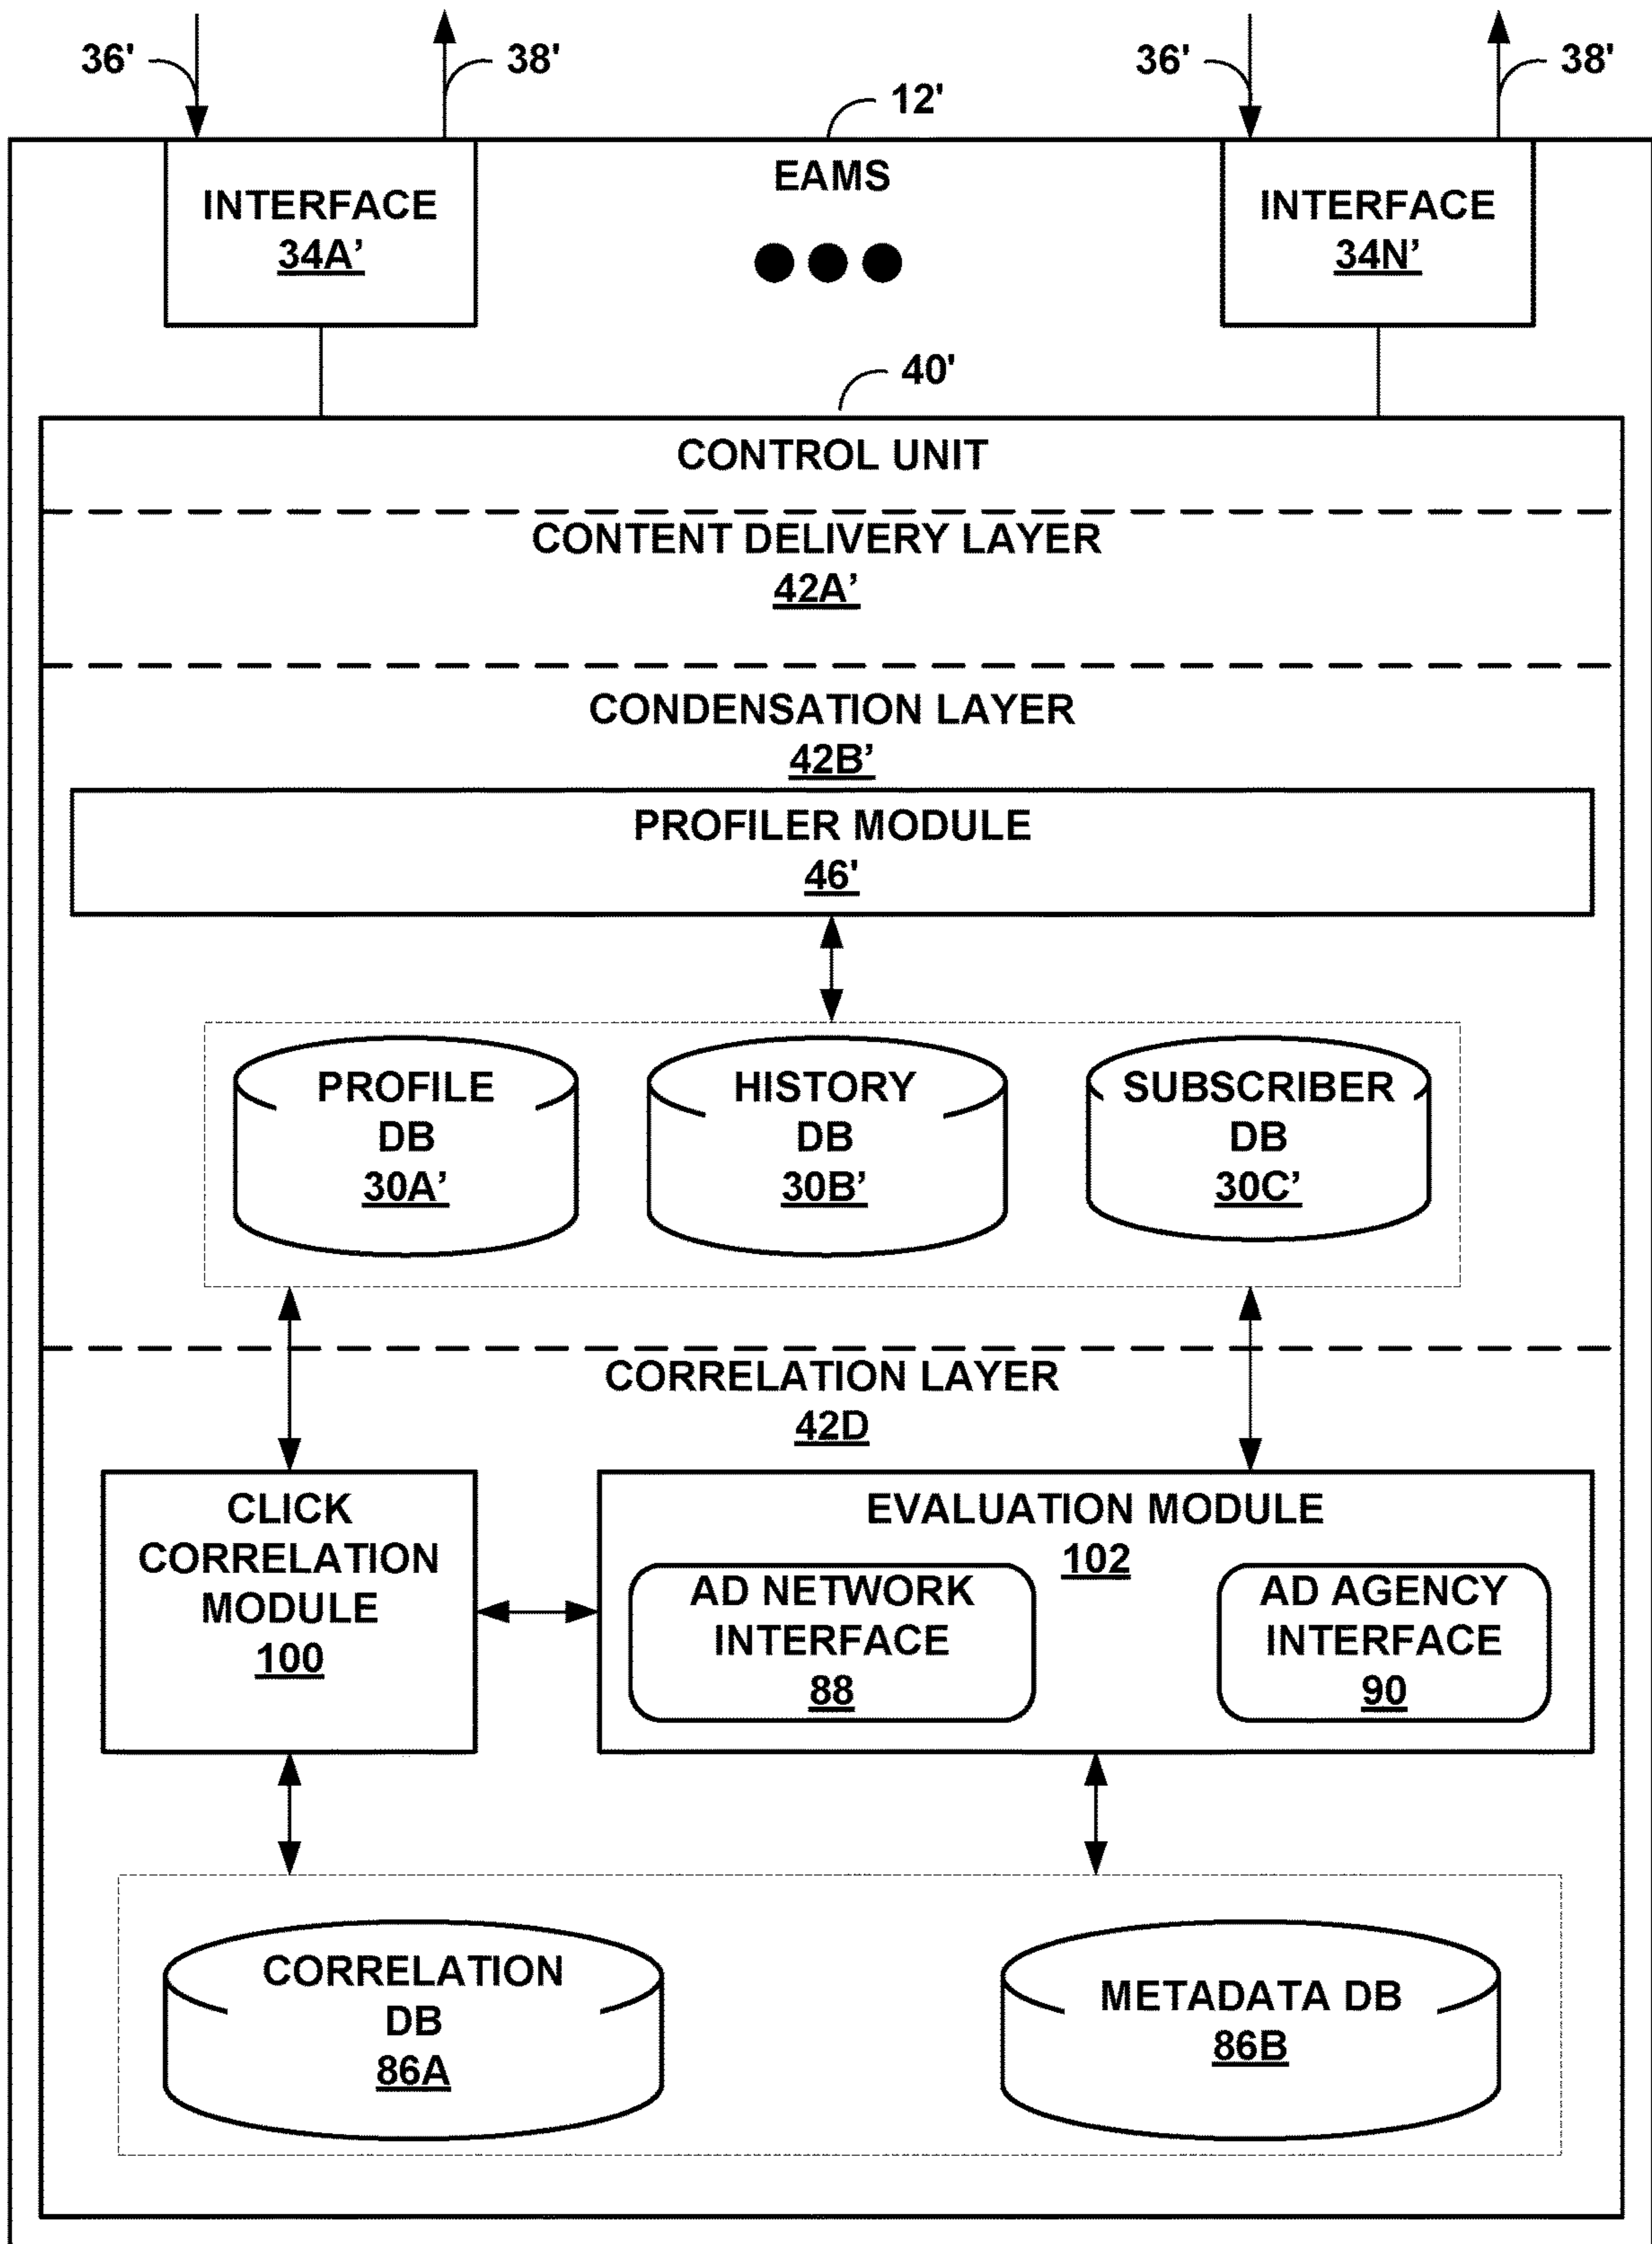 36' 38' 36' 38'
12'
EAMS
INTERFACE
34A’
INTERFACE
34N’
40'
CONTROL UNIT
CONTENT DELIVERY LAYER
42A’
CONDENSATION LAYER
42B’
PROFILER MODULE
46'
PROFILE
DB
30A’
HISTORY
DB
30B’
SUBSCRIBER
DB
30C’
CORRELATION LAYER
42D
CLICK
CORRELATION
MODULE
100
EVALUATION MODULE
102
AD NETWORK
INTERFACE
88
AD AGENCY
INTERFACE
90
CORRELATION
DB
86A
METADATA DB
86B